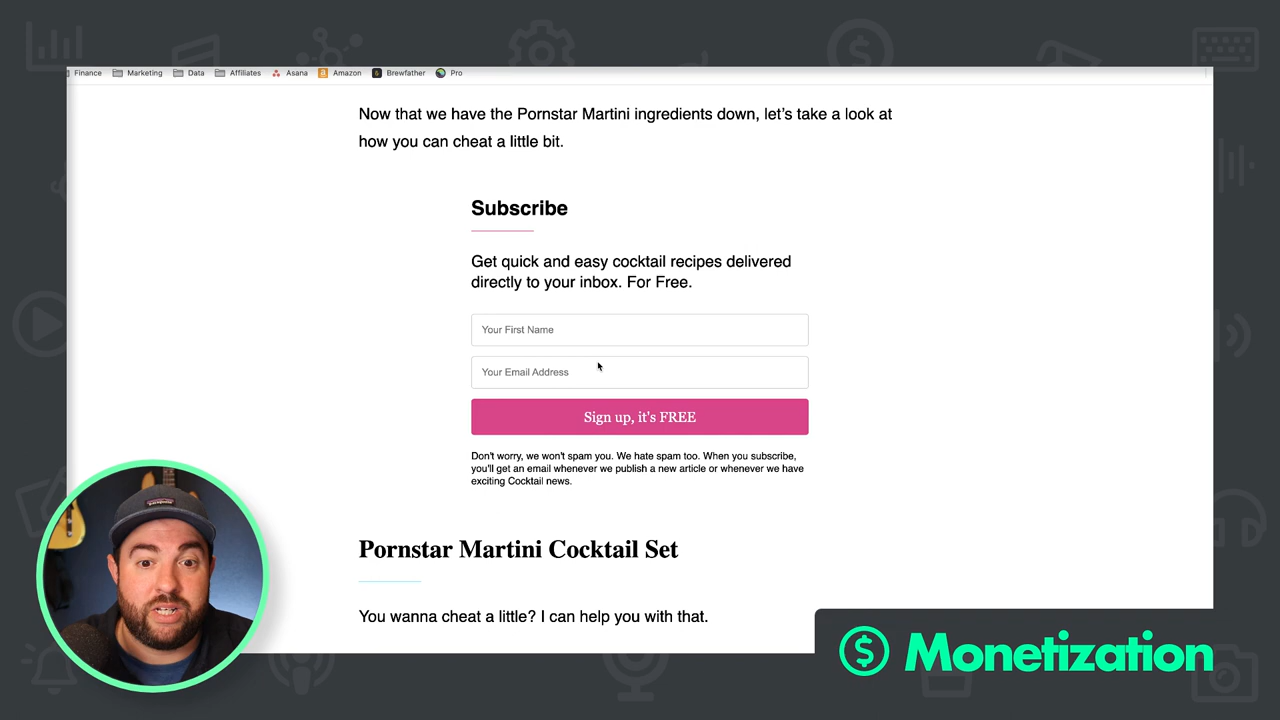 Finance Marketing Data Affiliates Asana Amazon Brewfather Pro
Now that we have the Pornstar Martini ingredients down, let's take a look at
how you can cheat a little bit.
Subscribe
Get quick and easy cocktail recipes delivered
directly to your inbox. For Free.
Your First Name
Your Email Address
Sign up, it's FREE
Don't worry, we won't spam you. We hate spam too. When you subscribe,
you'll get an email whenever we publish a new article or whenever we have
exciting Cocktail news.
Pornstar Martini Cocktail Set
You wanna cheat a little? I can help you with that.
$ Monetization